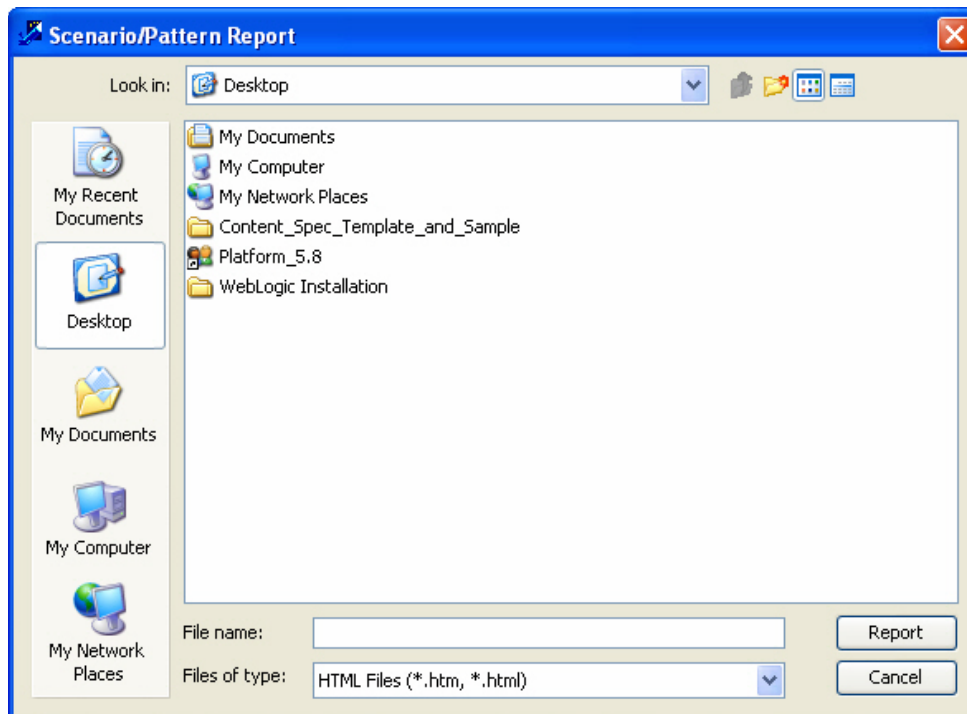 Scenario/Pattern Report
Look in:
Desktop
My Recent
Documents
Desktop
My Documents
My Computer
My Network
Places
My Documents
My Computer
My Network Places
Content_Spec_Template_and_Sample
Platform_5.8
WebLogic Installation
File name:
Report
Files of type:
HTML Files (*.htm, *.html)
Cancel